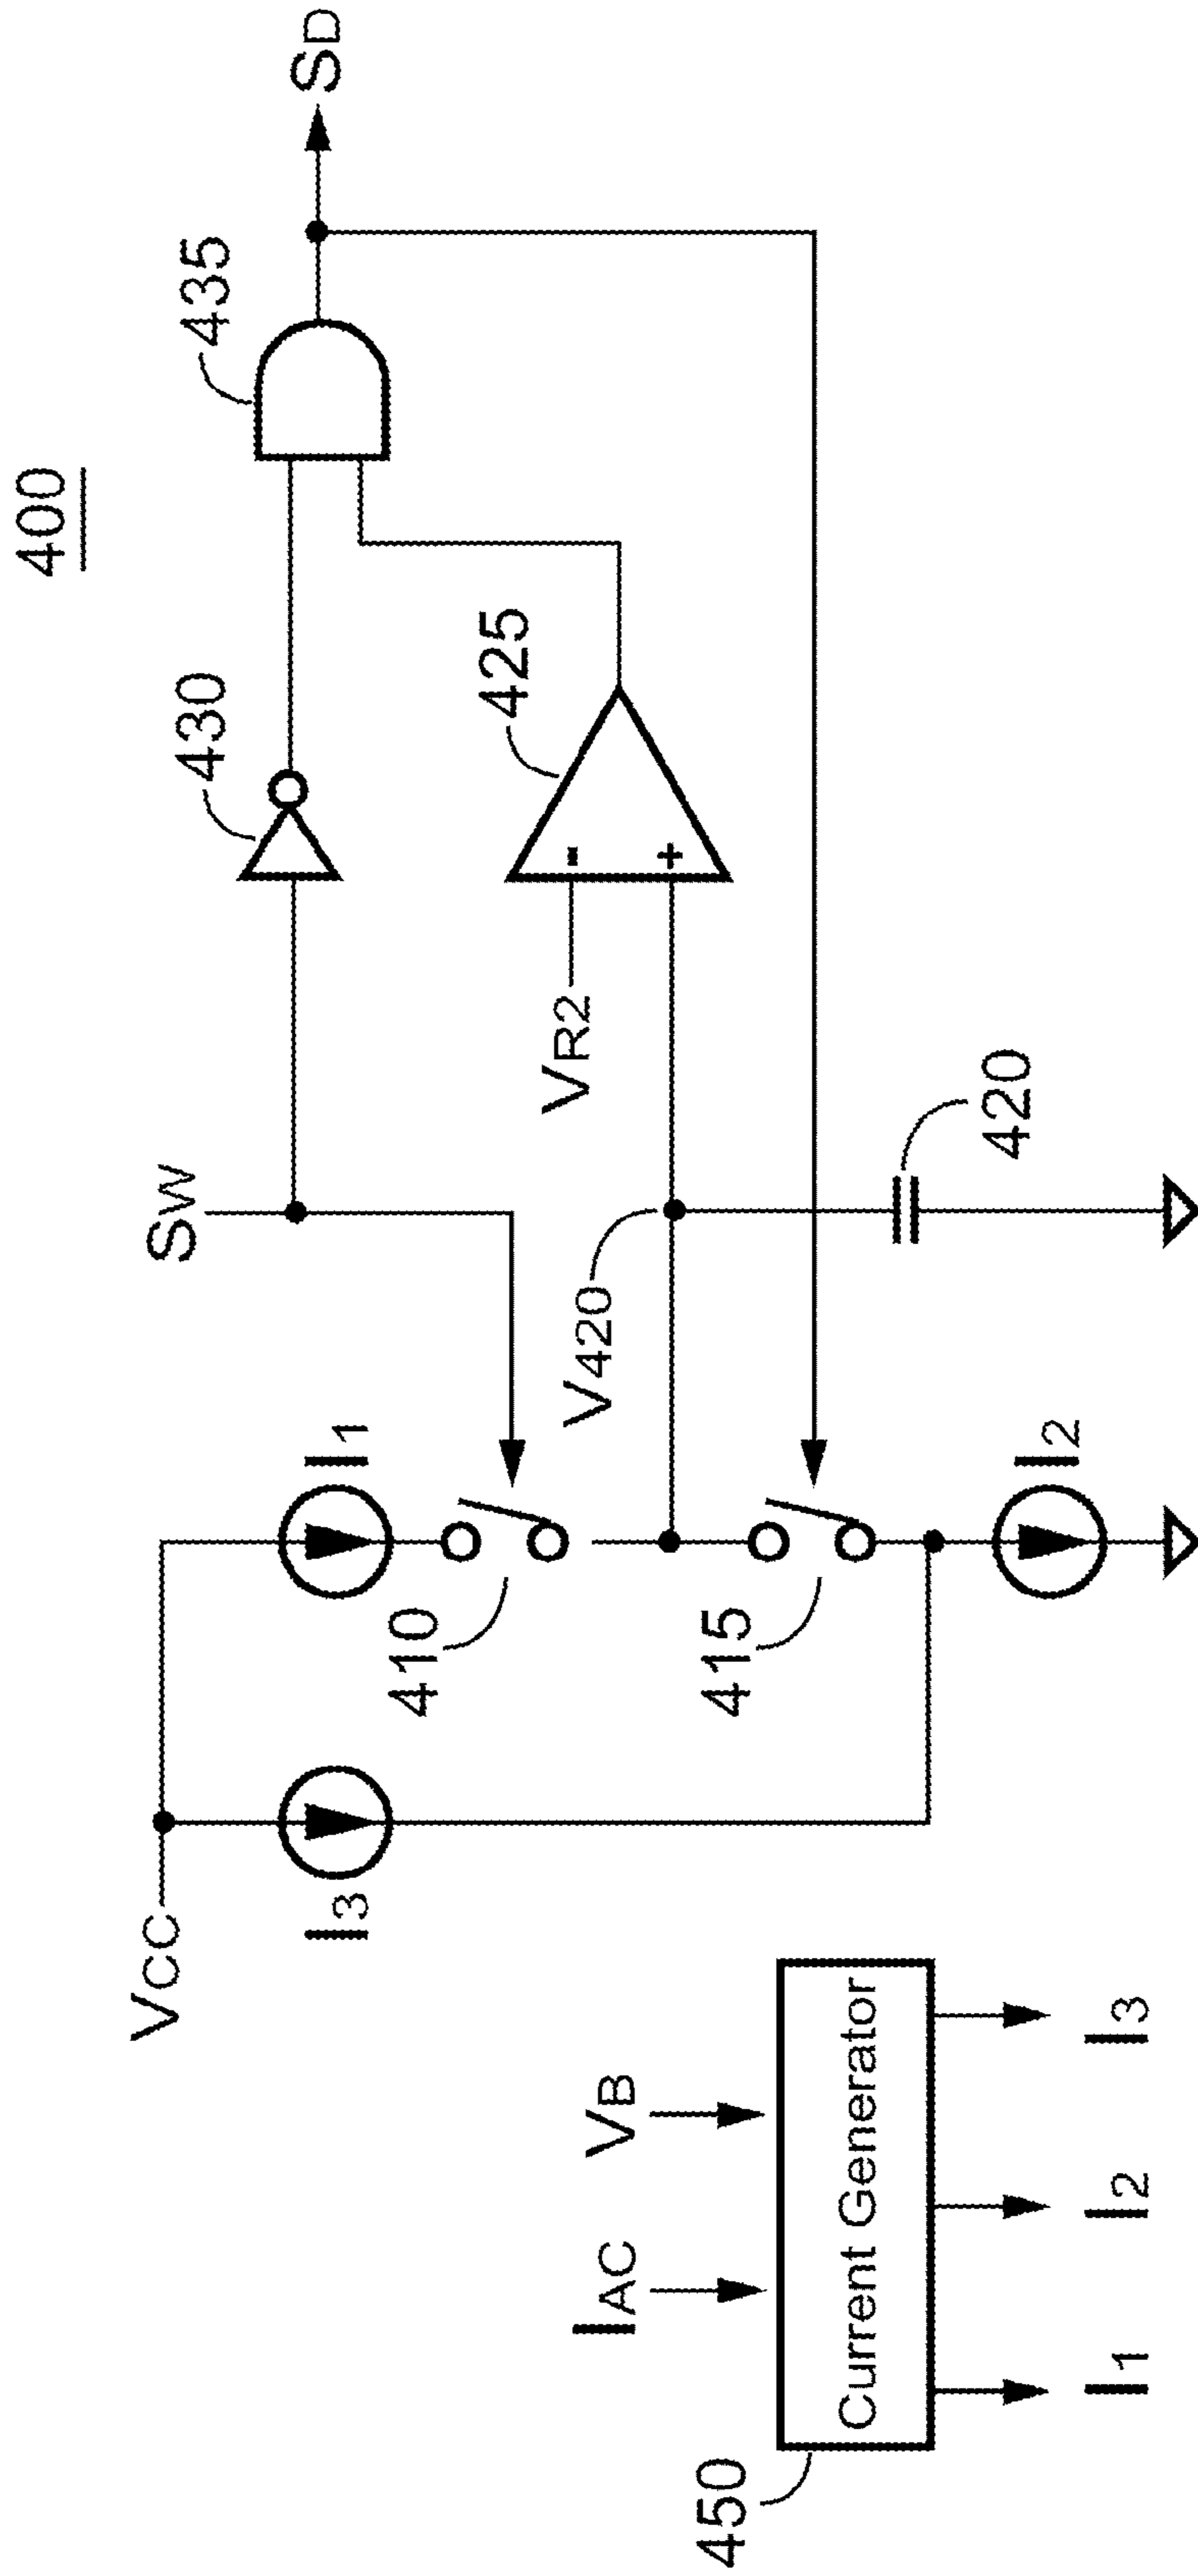 400
VCC
I3
I1
SW
430
435
SD
410
VR2
425
-
+
V420
415
420
I2
450
IAC
VB
Current Generator
I1
I2
I3